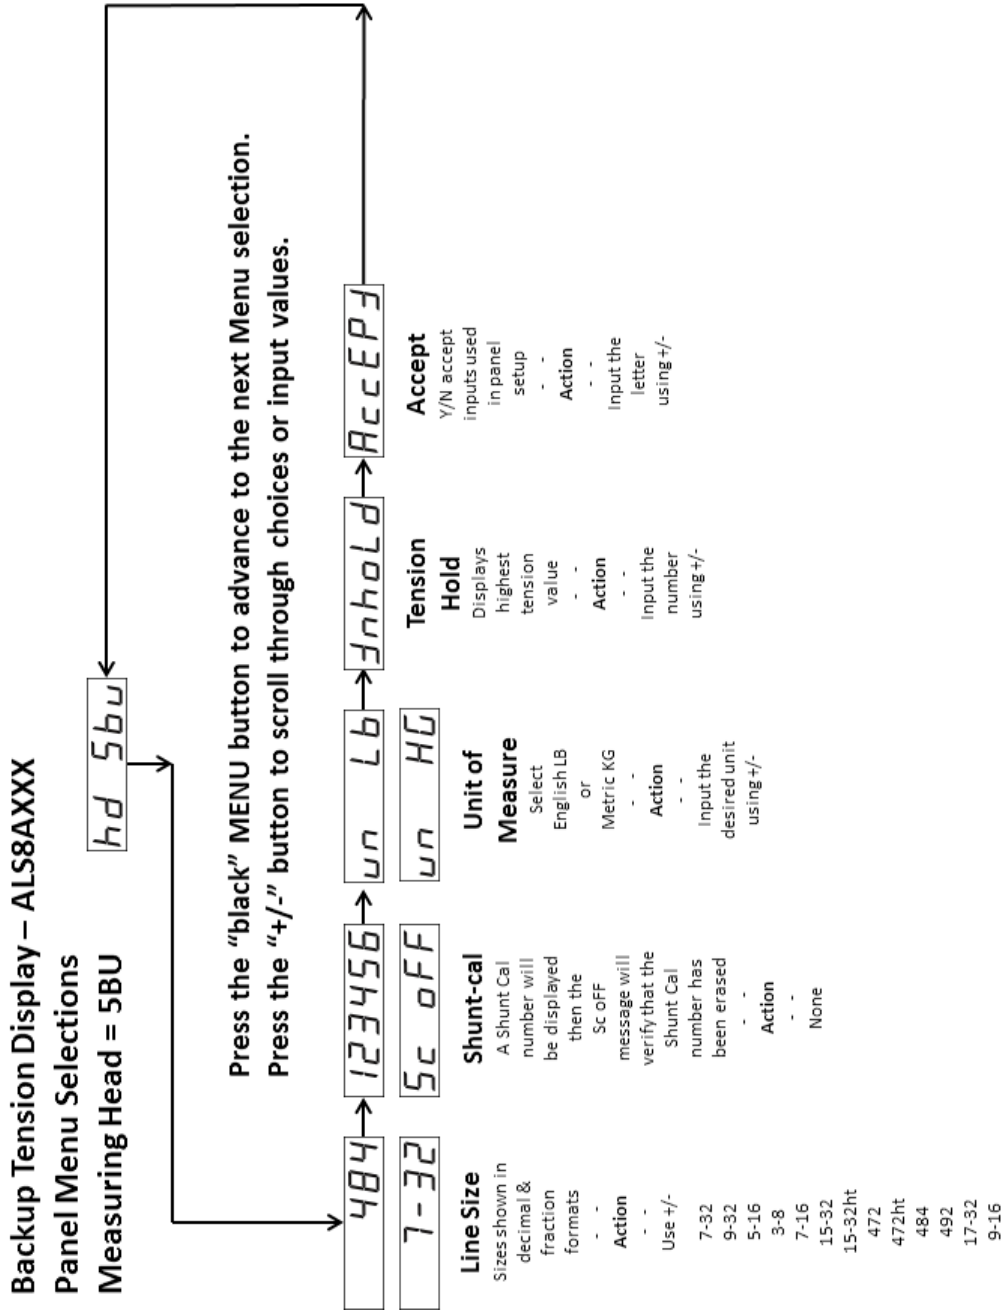 Backup Tension Display – ALS8AXXX
Panel Menu Selections
Measuring Head = 5BU
hd 5bu
Press the “black” MENU button to advance to the next Menu selection.
Press the “+/-” button to scroll through choices or input values.
484
7-32
Line Size
Sizes shown in
decimal &
fraction
formats
- -
Action
- -
Use +/-
7-32
9-32
5-16
3-8
7-16
15-32
15-32ht
472
472ht
484
492
17-32
9-16
123456
Sc oFF
Shunt-cal
A Shunt Cal
number will
be displayed
then the
Sc oFF
message will
verify that the
Shunt Cal
number has
been erased
- -
Action
- -
None
un Lb
un HG
Unit of
Measure
Select
English LB
or
Metric KG
- -
Action
- -
Input the
desired unit
using +/-
JnhoLd
Tension
Hold
Displays
highest
tension
value
- -
Action
- -
Input the
number
using +/-
AccEPJ
Accept
Y/N accept
inputs used
in panel
setup
- -
Action
- -
Input the
letter
using +/-